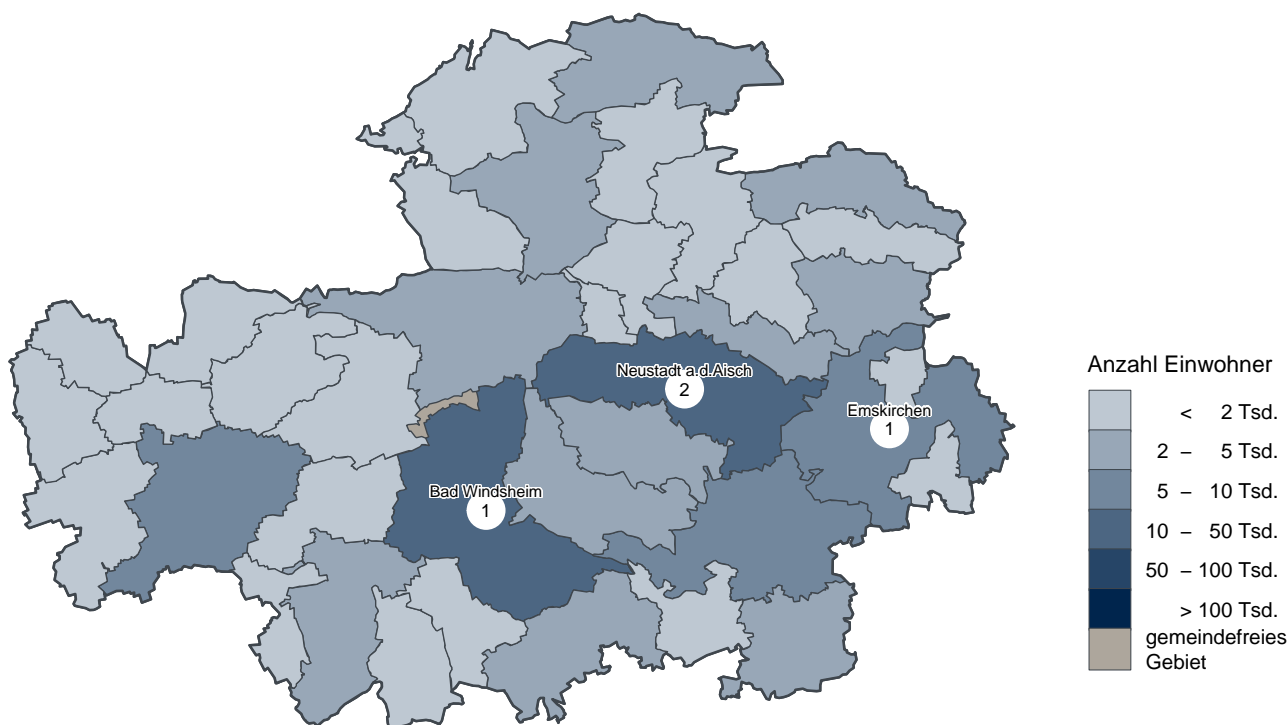 Neustadt a.d.Aisch
2
Emskirchen
1
Bad Windsheim
1
Anzahl Einwohner
< 2 Tsd.
2 – 5 Tsd.
5 – 10 Tsd.
10 – 50 Tsd.
50 – 100 Tsd.
> 100 Tsd.
gemeindefreies
Gebiet